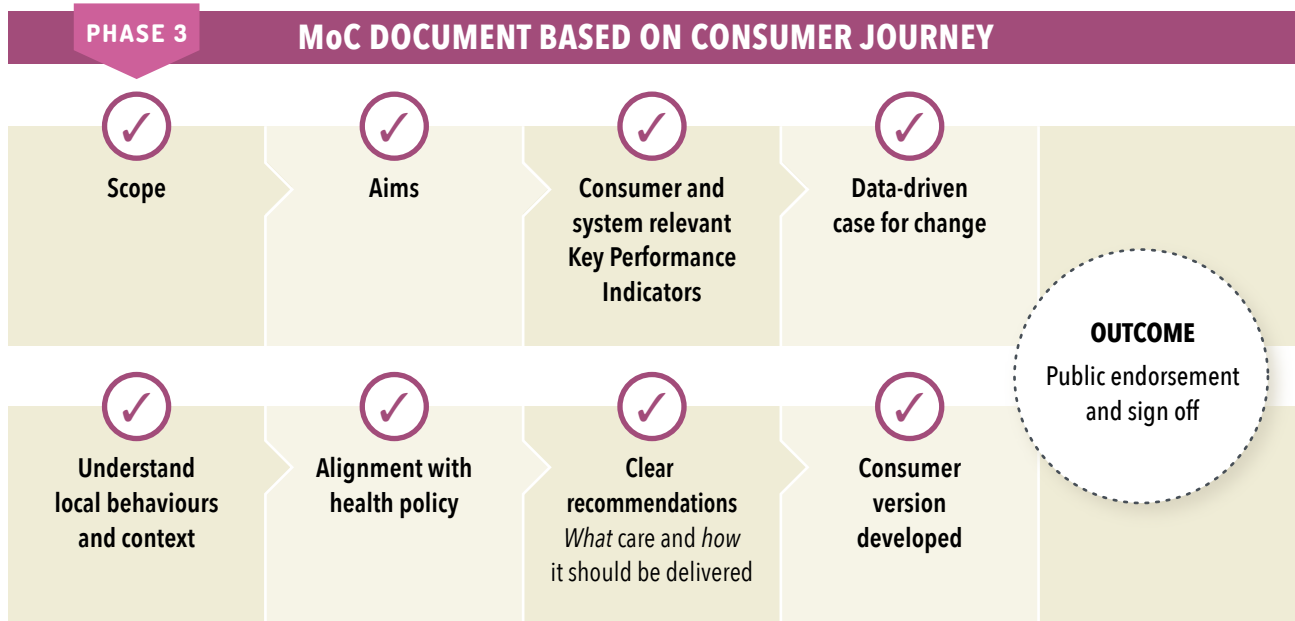 PHASE 3
MoC DOCUMENT BASED ON CONSUMER JOURNEY
Scope
Aims
Consumer and
system relevant
Key Performance
Indicators
Data-driven
case for change
Understand
local behaviours
and context
Alignment with
health policy
Clear
recommendations
What care and how
it should be delivered
Consumer
version
developed
OUTCOME
Public endorsement
and sign off